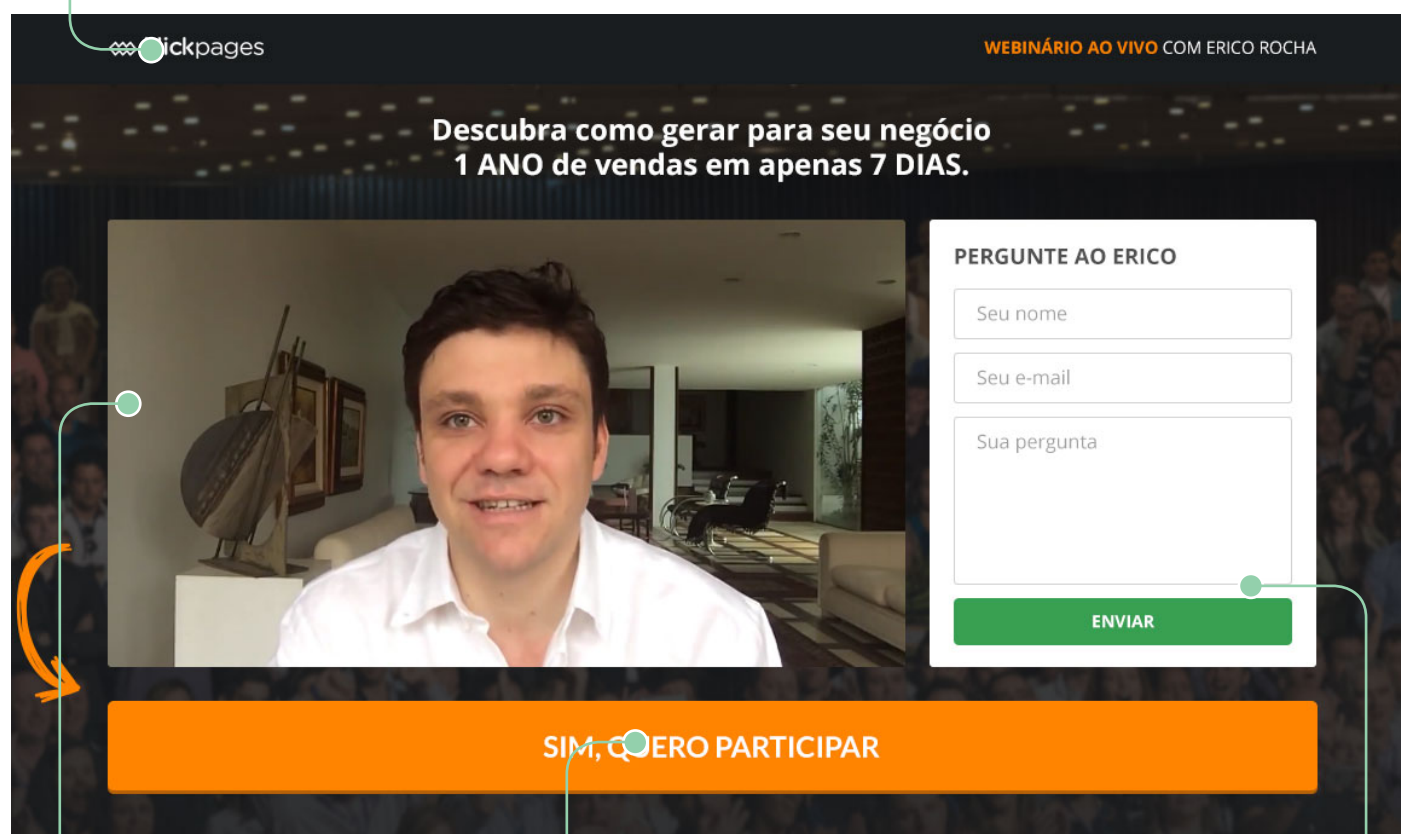 WEBINÁRIO AO VIVO COM ERICO ROCHA
Descubra como gerar para seu negócio
1 ANO de vendas em apenas 7 DIAS.
PERGUNTE AO ERICO
Seu nome
Seu e-mail
Sua pergunta
ENVIAR
SIM, QUERO PARTICIPAR